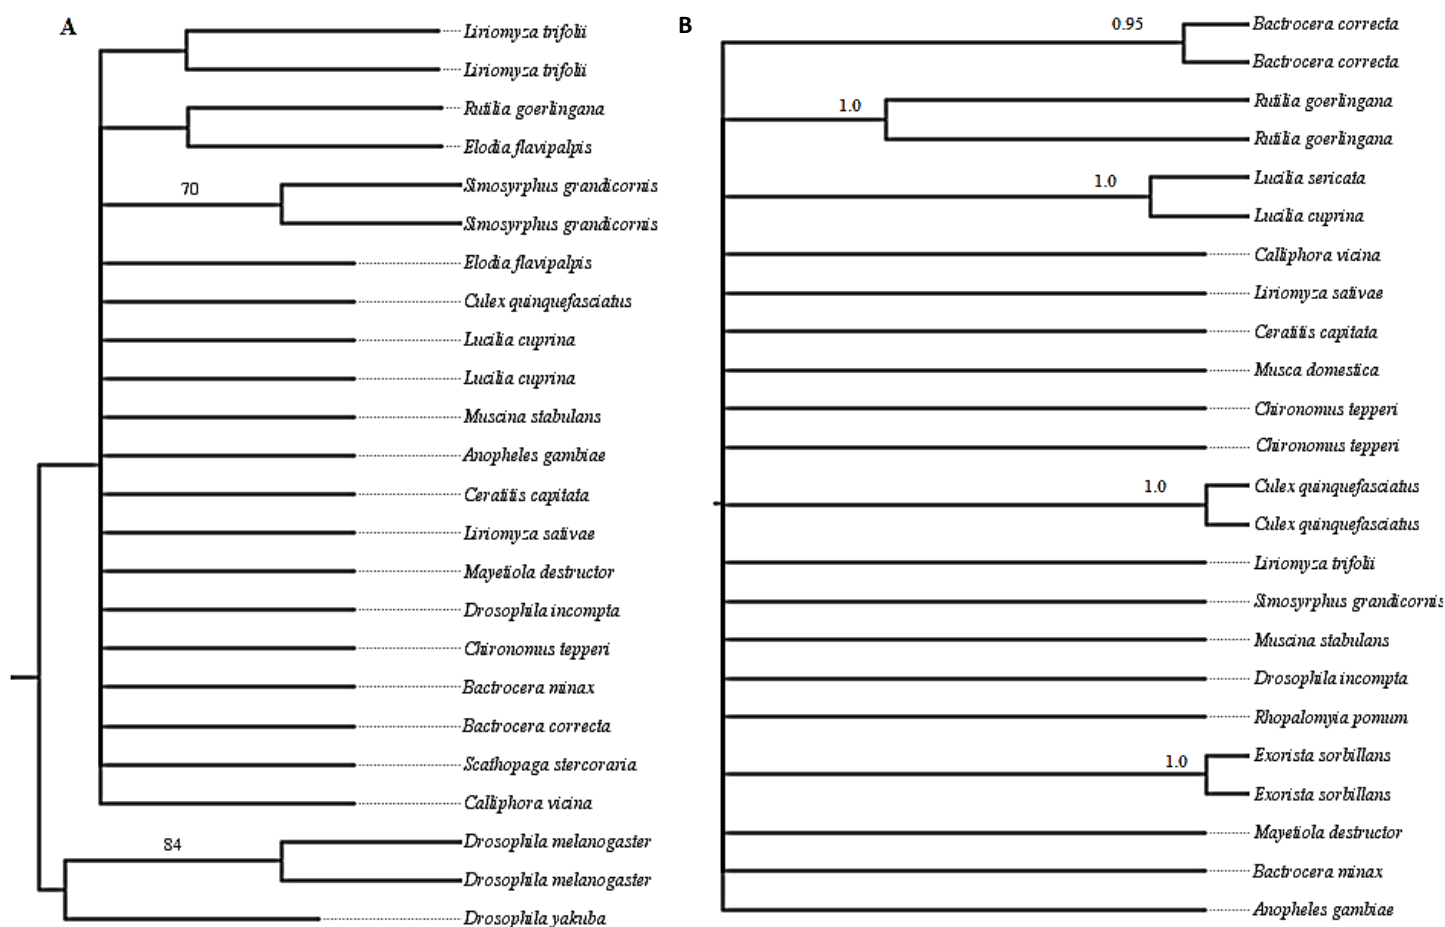 A
Liriomyza trifolii
Liriomyza trifolii
Rutilia goerlingana
Elodia flavipalpis
70
Simosyrphus grandicornis
Simosyrphus grandicornis
Elodia flavipalpis
Culex quinquefasciatus
Lucilia cuprina
Lucilia cuprina
Muscina stabulans
Anopheles gambiae
Ceratitis capitata
Liriomyza sativae
Mayetiola destructor
Drosophila incompta
Chironomus tepperi
Bactrocera minax
Bactrocera correcta
Scathopaga stercoraria
Calliphora vicina
84
Drosophila melanogaster
Drosophila melanogaster
Drosophila yakuba
B
0.95
Bactrocera correcta
Bactrocera correcta
1.0
Rutilia goerlingana
Rutilia goerlingana
1.0
Lucilia sericata
Lucilia cuprina
Calliphora vicina
Liriomyza sativae
Ceratitis capitata
Musca domestica
Chironomus tepperi
Chironomus tepperi
1.0
Culex quinquefasciatus
Culex quinquefasciatus
Liriomyza trifolii
Simosyrphus grandicornis
Muscina stabulans
Drosophila incompta
Rhopalomyia pomum
1.0
Exorista sorbillans
Exorista sorbillans
Mayetiola destructor
Bactrocera minax
Anopheles gambiae